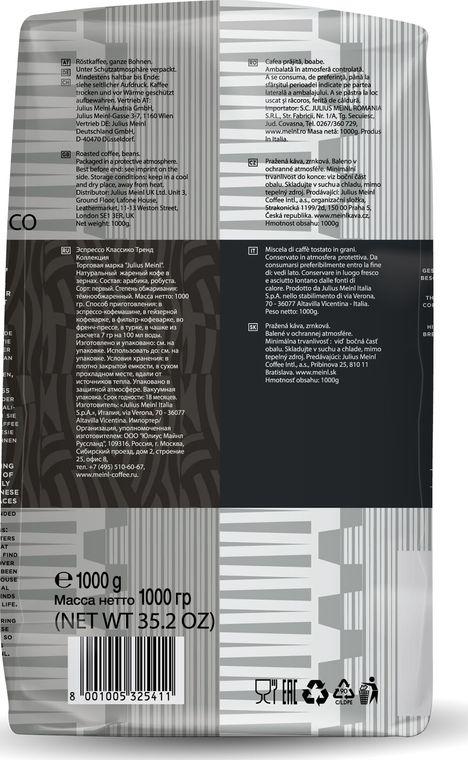 AT
DE
CH
Röstkaffee, ganze Bohnen.
Unter Schutzatmosphäre verpackt.
Mindestens haltbar bis Ende:
siehe seitlicher Aufdruck. Kaffee
trocken und vor Wärme geschützt
aufbewahren. Vertrieb AT:
Julius Meinl Austria GmbH,
Julius-Meinl-Gasse 3-7, 1160 Wien
Vertrieb DE: Julius Meinl
Deutschland GmbH,
D-40470 Düsseldorf.
GB
Roasted coffee, beans.
Packaged in a protective atmosphere.
Best before end: see imprint on the
side. Storage conditions: keep in a cool
and dry place, away from heat.
Distributor: Julius Meinl UK Ltd. Unit 3,
Ground Floor, Lafone House,
Leathermarket, 11-13 Weston Street,
London SE1 3ER, UK
Net weight: 1000g.
RO
Cafea prăjită, boabe.
Ambalată în atmosferă controlată.
A se consuma, de preferinţă, până la
sfârşitul perioadei indicate pe partea
laterală a ambalajului. A se păstra la loc
uscat şi răcoros, ferită de căldură.
Importator: S.C. JULIUS MEINL ROMANIA
S.R.L., Str. Fabricii, Nr. 1/A, Tg. Secuiesc,
Jud. Covasna, Tel. 0267/360 729,
www.meinl.ro Masa netă: 1000g. Produs
în Italia.
CZ
Pražená káva, zrnková. Baleno v
ochranné atmosféře. Minimální
trvanlivost do konce: viz boční část
obalu. Skladujte v suchu a chladu, mimo
tepelný zdroj. Prodávající: Julius Meinl
Coffee Intl., a.s., organizační složka,
Strakonická 1199/2d, 150 00 Praha 5,
Česká republika. www.meinlkava.cz,
Hmotnost obsahu: 1000g.
CO
RU
Эспрессо Классико Тренд
Коллекция
Торговая марка "Julius Meinl".
Натуральный жареный кофе в
зернах. Состав: арабика, робуста.
Сорт: первый. Степень обжаривания:
тёмнообжаренный. Масса нетто: 1000
гр. Способ приготовления: в
эспрессо-кофемашине, в гейзерной
кофеварке, в фильтр-кофеварке, во
френч-прессе, в турке, в чашке из
расчета 7 гр на 100 мл воды.
Изготовлено и упаковано: см. на
упаковке. Использовать до: см. на
упаковке. Условия хранения: в
плотно закрытой емкости, в сухом
прохладном месте, вдали от
источников тепла. Упаковано в
защитной атмосфере. Вакуумная
упаковка. Срок годности: 18 месяцев.
Изготовитель: «Julius Meinl Italia
S.p.A.», Италия, via Verona, 70 - 36077
Altavilla Vicentina. Импортер/
Организация, уполномоченная
изготовителем: ООО "Юлиус Майнл
Руссланд", 109316, Россия, г. Москва,
Сибирский проезд, дом 2, строение
25, офис 8,
тел. +7 (495) 510-60-67,
www.meinl-coffee.ru.
IT
Miscela di caffè tostato in grani.
Conservato in atmosfera protettiva. Da
consumarsi preferibilmente entro la fine
di: vedi lato. Conservare in luogo fresco
e asciutto lontano dalle fonti di
calore. Prodotto da Julius Meinl Italia
S.p.A. nello stabilimento di via Verona,
70 - 36077 Altavilla Vicentina - Italy.
Peso netto: 1000g.
SK
Pražená káva, zrnková.
Balené v ochrannej atmosfére.
Minimálna trvanlivosť : viď bočná časť
obalu. Skladujte v suchu a chlade, mimo
tepelný zdroj. Predávajúci: Julius Meinl
Coffee Intl., a.s., Pribinova 25, 810 11
Bratislava. www.meinl.sk
Hmotnosť obsahu: 1000g
℮ 1000 g
Масса нетто 1000 гр
(NET WT 35.2 OZ)
8 001005 325411
EAC
90
C/LDPE